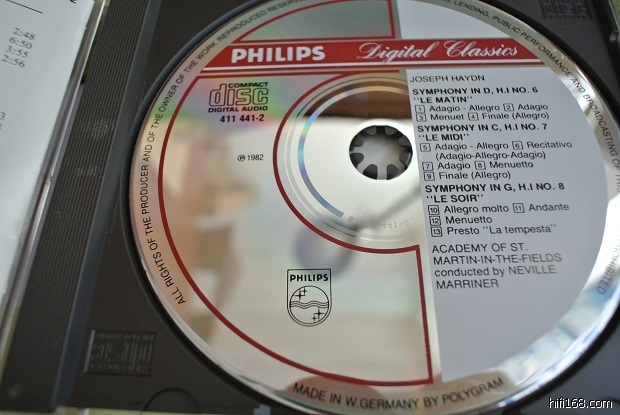 2:48
6:50
3:55
2:56
ALL RIGHTS OF THE PRODUCER AND OF THE OWNER OF THE WORK REPRODUCED RESERVED
LENDING, PUBLIC PERFORMANCE AND BROADCASTING OF
PHILIPS Digital Classics
COMPACT
disc
DIGITAL AUDIO
411 441-2
℗ 1982
JOSEPH HAYDN
SYMPHONY IN D, H.I NO. 6
"LE MATIN"
1 Adagio - Allegro 2 Adagio
3 Menuet 4 Finale (Allegro)
SYMPHONY IN C, H.I NO. 7
"LE MIDI"
5 Adagio - Allegro 6 Recitativo
(Adagio-Allegro-Adagio)
7 Adagio 8 Menuetto
9 Finale (Allegro)
SYMPHONY IN G, H.I NO. 8
"LE SOIR"
10 Allegro molto 11 Andante
12 Menuetto
13 Presto "La tempesta"
ACADEMY OF ST.
MARTIN-IN-THE-FIELDS
conducted by NEVILLE
MARRINER
PHILIPS
MADE IN W.GERMANY BY POLYGRAM
hifi168.com